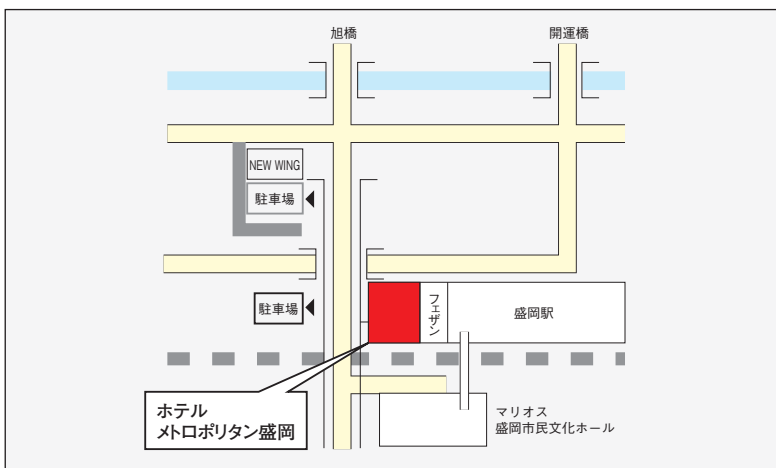 旭橋
開運橋
NEW WING
駐車場
駐車場
フェザン
盛岡駅
ホテル
メトロポリタン盛岡
マリオス
盛岡市民文化ホール